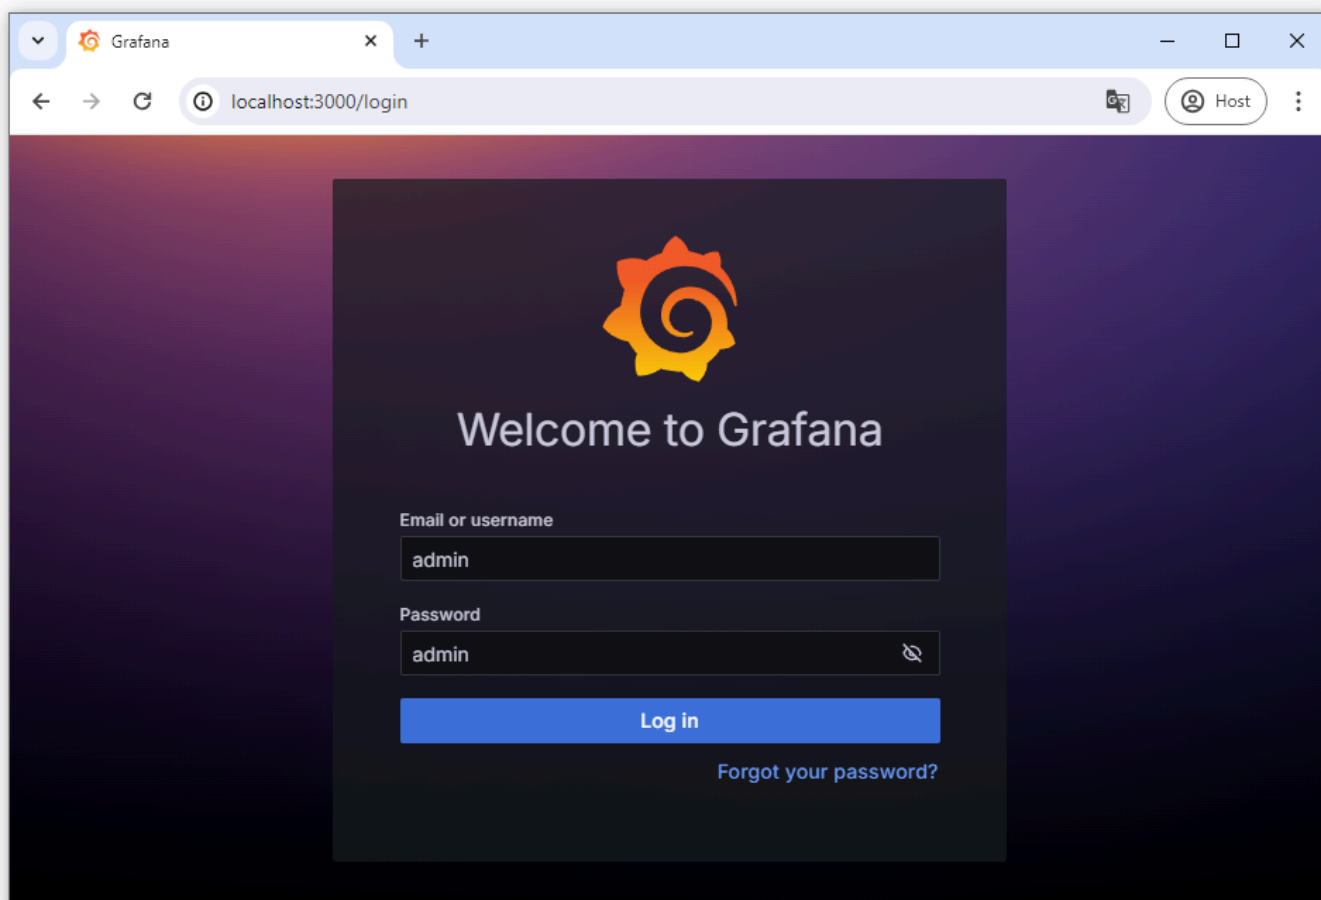 Grafana
localhost:3000/login
Host
Welcome to Grafana
Email or username
admin
Password
admin
Log in
Forgot your password?